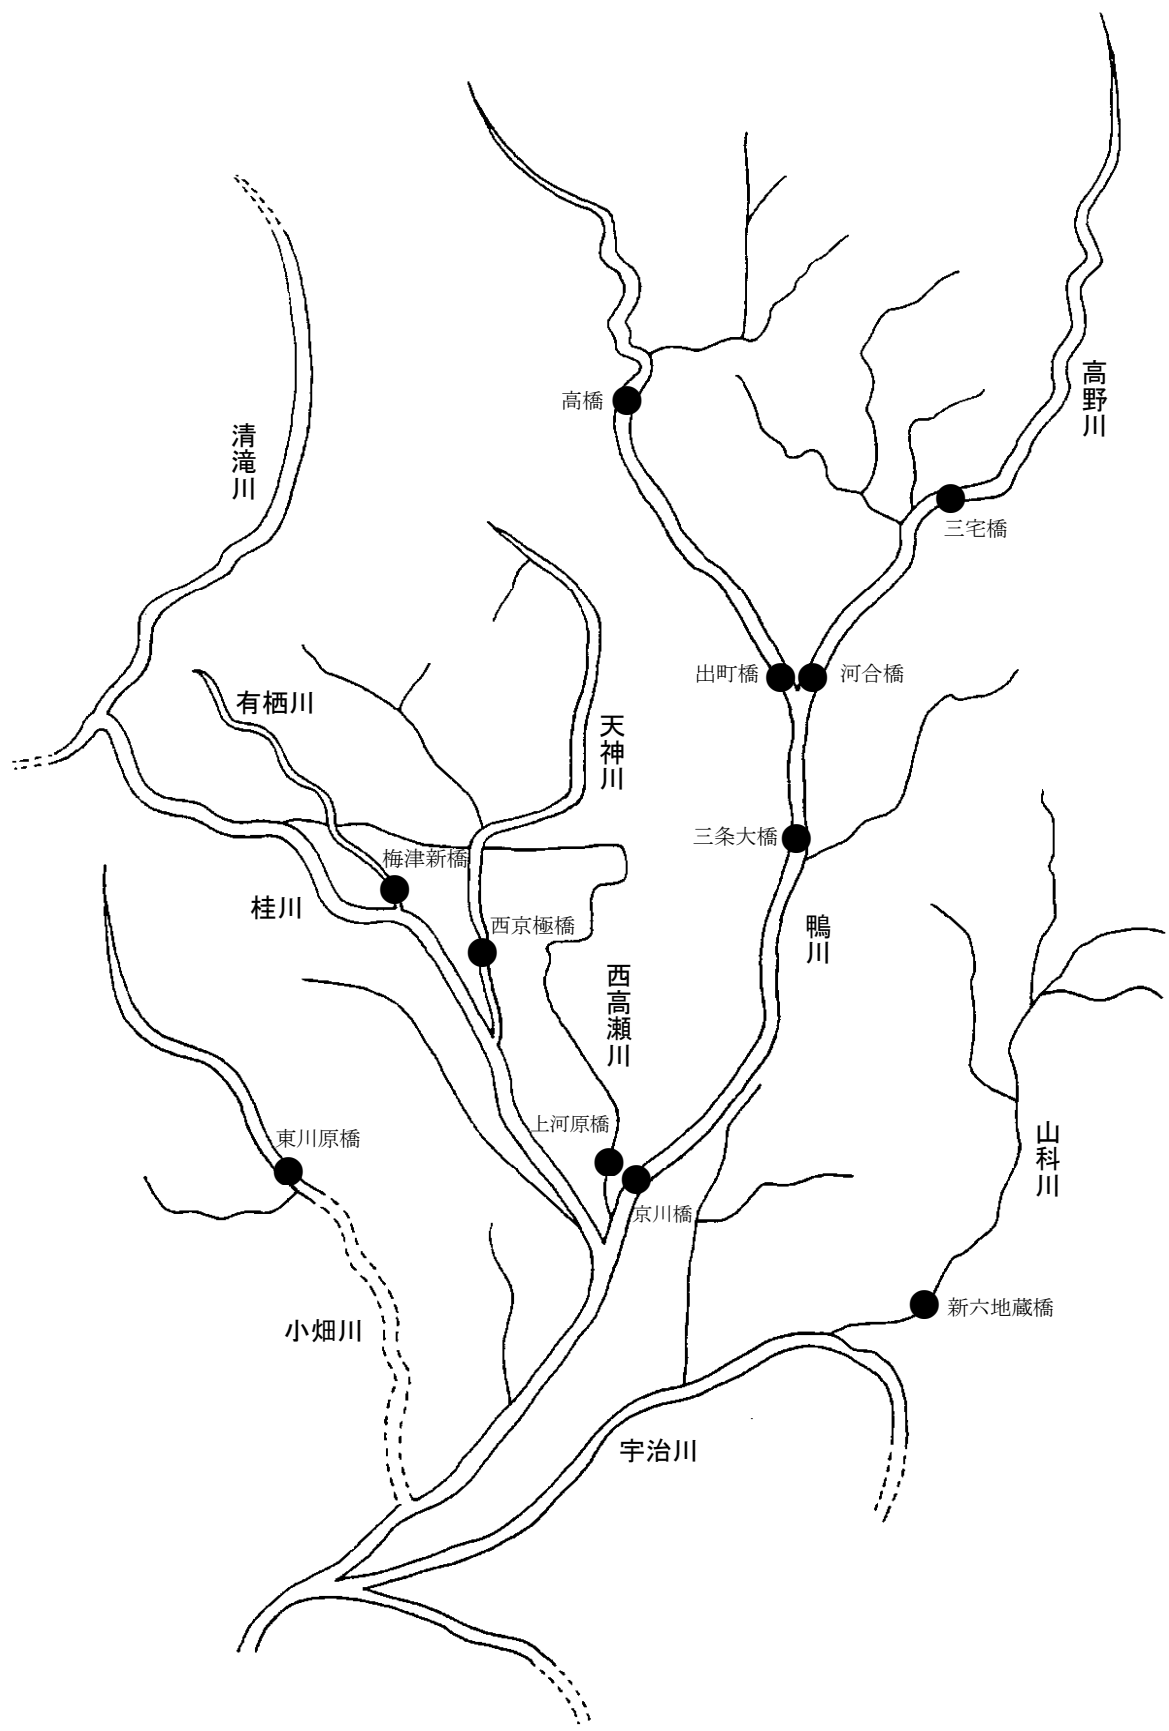 高野川
高橋
清滝川
三宅橋
出町橋
河合橋
有栖川
天神川
三条大橋
梅津新橋
桂川
西京極橋
鴨川
西高瀬川
上河原橋
東川原橋
山科川
京川橋
新六地蔵橋
小畑川
宇治川